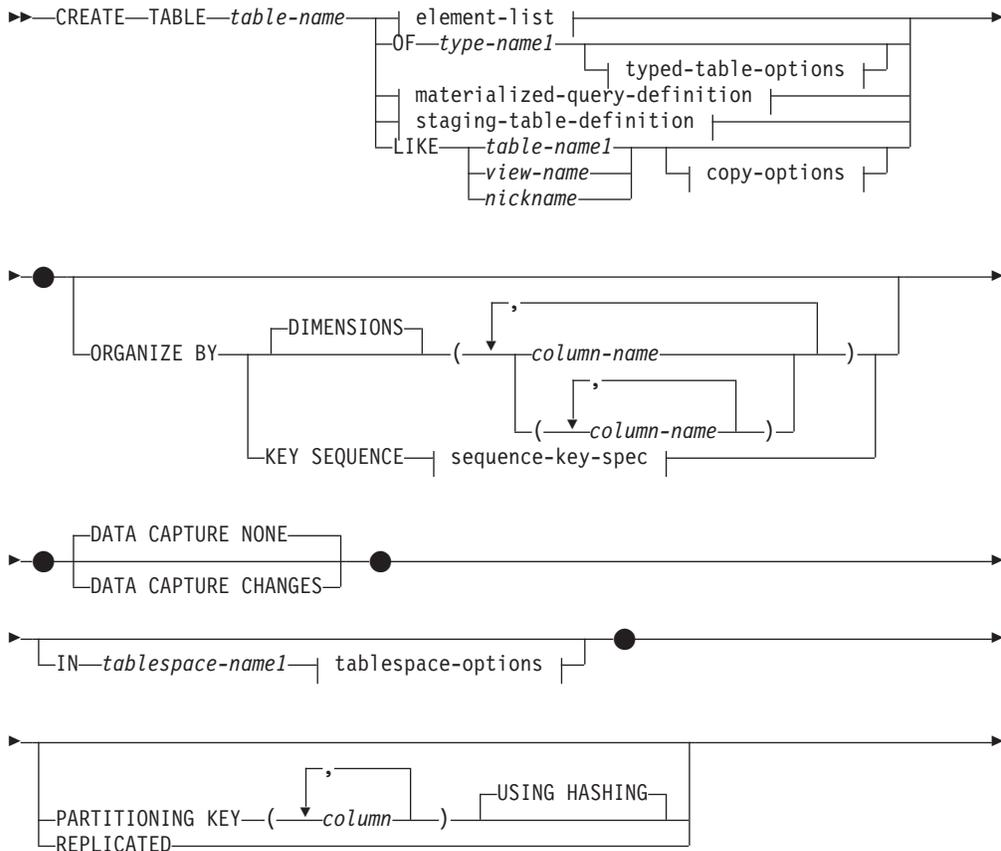 CREATE TABLE table-name element-list
OF type-name1
typed-table-options
materialized-query-definition
staging-table-definition
LIKE table-name1
view-name copy-options
nickname
,
DIMENSIONS
ORGANIZE BY ( column-name )
,
( column-name )
KEY SEQUENCE sequence-key-spec
DATA CAPTURE NONE
DATA CAPTURE CHANGES
IN tablespace-name1 tablespace-options
,
USING HASHING
PARTITIONING KEY ( column )
REPLICATED